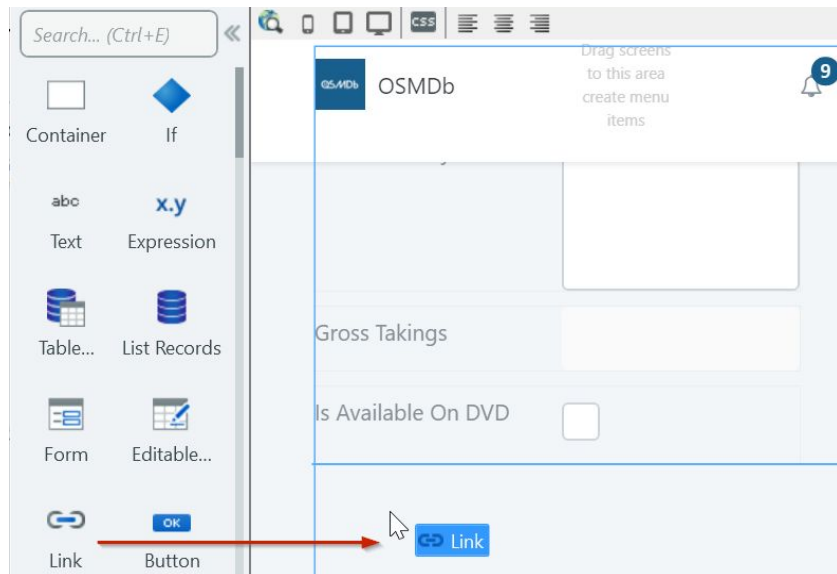 Search... (Ctrl+E)
css
Container
If
abc
x.y
Text
Expression
Table...
List Records
Form
Editable...
OK
Link
Button
OSMDb
OSMDb
Drag screens
to this area
create menu
items
9
Gross Takings
Is Available On DVD
Link